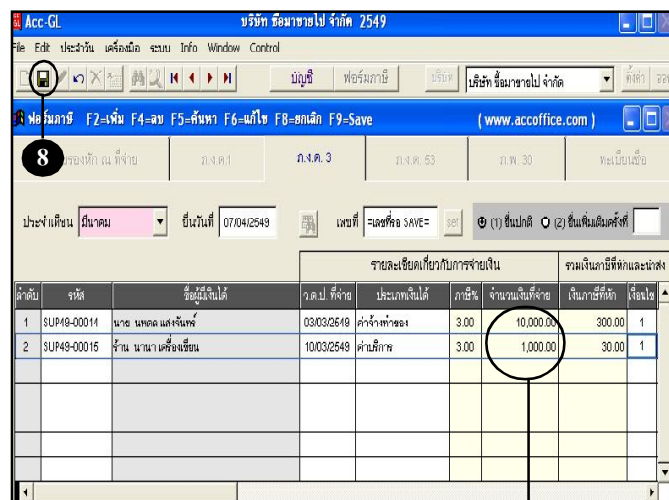 Acc-GL บริษัท ซื้อมาขายไป จำกัด 2549
File Edit ประจำวัน เครื่องมือ ระบบ Info Window Control
บัญชี ฟอร์มภาษี บริษัท บริษัท ซื้อมาขายไป จำกัด ตั้งค่า ออก
ฟอร์มภาษี F2=เพิ่ม F4=ลบ F5=ค้นหา F6=แก้ไข F8=ยกเลิก F9=Save ( www.accoffice.com )
8 รองหัก ณ ที่จ่าย ภ.ง.ด.1 ภ.ง.ด. 3 ภ.ง.ด. 53 ภ.พ. 30 ทะเบียนชื่อ
ประจำเดือน มีนาคม ยื่นวันที่ 07/04/2549 เลขที่ =เลขที่รอ SAVE= set (1) ยื่นปกติ (2) ยื่นเพิ่มเติมครั้งที่
รายละเอียดเกี่ยวกับการจ่ายเงิน รวมเงินภาษีที่หักและนำส่ง
ลำดับ รหัส ชื่อผู้มีเงินได้ ว.ด.ป. ที่จ่าย ประเภทเงินได้ ภาษี% จำนวนเงินที่จ่าย เงินภาษีที่หัก เงื่อนไข
1 SUP49-00014 นาย นพดล แสงจันทร์ 03/03/2549 ค่าจ้างทำของ 3.00 10,000.00 300.00 1
2 SUP49-00015 ร้าน นานา เครื่องเขียน 10/03/2549 ค่าบริการ 3.00 1,000.00 30.00 1